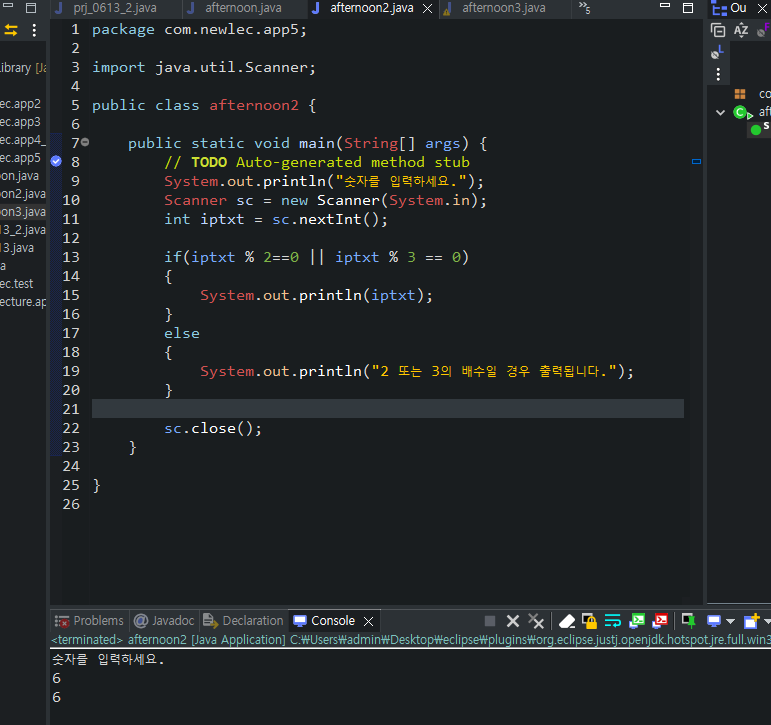 prj_0613_2.java afternoon.java afternoon2.java afternoon3.java »5 Ou
Library [Ja
ec.app2
ec.app3
ec.app4_
ec.app5
on.java
on2.java
on3.java
13_2.java
13.java
a
ec.test
ecture.ap
1 package com.newlec.app5;
2
3 import java.util.Scanner;
4
5 public class afternoon2 {
6
7 public static void main(String[] args) {
8 // TODO Auto-generated method stub
9 System.out.println("숫자를 입력하세요.");
10 Scanner sc = new Scanner(System.in);
11 int iptxt = sc.nextInt();
12
13 if(iptxt % 2==0 || iptxt % 3 == 0)
14 {
15 System.out.println(iptxt);
16 }
17 else
18 {
19 System.out.println("2 또는 3의 배수일 경우 출력됩니다.");
20 }
21
22 sc.close();
23 }
24
25 }
26
co
af
s
Problems @ Javadoc Declaration Console
<terminated> afternoon2 [Java Application] C:₩Users₩admin₩Desktop₩eclipse₩plugins₩org.eclipse.justj.openjdk.hotspot.jre.full.win3
숫자를 입력하세요.
6
6